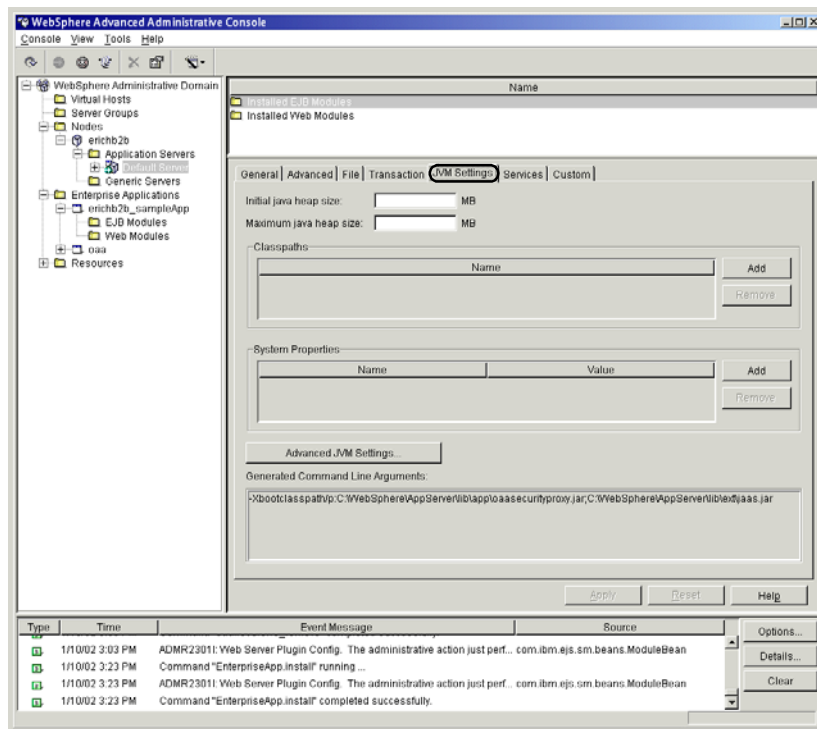 WebSphere Advanced Administrative Console
Console View Tools Help
WebSphere Administrative Domain
Virtual Hosts
Server Groups
Nodes
erichb2b
Application Servers
Default Server
Generic Servers
Enterprise Applications
erichb2b_sampleApp
EJB Modules
Web Modules
oaa
Resources
Name
Installed EJB Modules
Installed Web Modules
General Advanced File Transaction JVM Settings Services Custom
Initial java heap size: MB
Maximum java heap size: MB
Classpaths
Name
Add
Remove
System Properties
Name Value
Add
Remove
Advanced JVM Settings...
Generated Command Line Arguments:
-Xbootclasspath/p:C:\WebSphere\AppServer\lib\app\oaasecurityproxy.jar;C:\WebSphere\AppServer\lib\ext\jaas.jar
Apply Reset Help
Type Time Event Message Source
1/10/02 3:03 PM ADMR2301I: Web Server Plugin Config. The administrative action just perf... com.ibm.ejs.sm.beans.ModuleBean
1/10/02 3:23 PM Command "EnterpriseApp.install" running ...
1/10/02 3:23 PM ADMR2301I: Web Server Plugin Config. The administrative action just perf... com.ibm.ejs.sm.beans.ModuleBean
1/10/02 3:23 PM Command "EnterpriseApp.install" completed successfully.
Options...
Details...
Clear